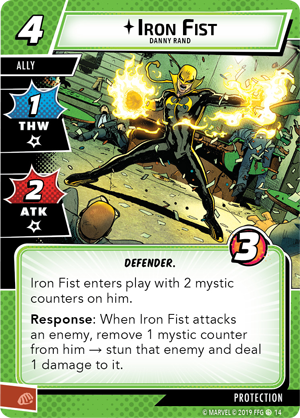 4
Iron Fist
DANNY RAND
ALLY
1
THW
2
ATK
3
DEFENDER.
Iron Fist enters play with 2 mystic
counters on him.
Response: When Iron Fist attacks
an enemy, remove 1 mystic counter
from him → stun that enemy and deal
1 damage to it.
PROTECTION
© MARVEL © 2019 FFG 14